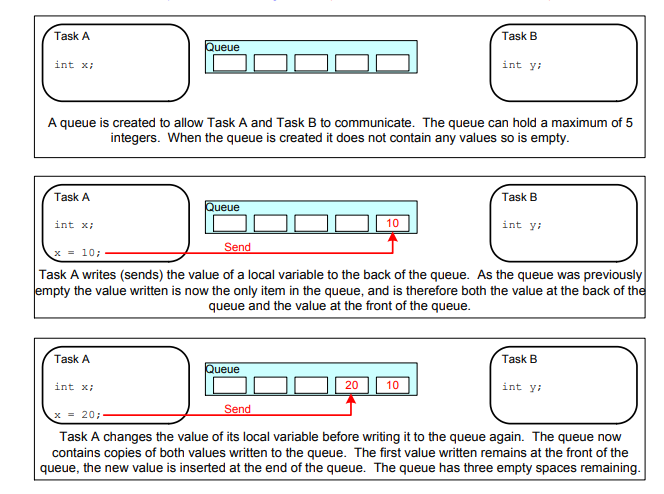 Task A
int x;
Queue
Task B
int y;
A queue is created to allow Task A and Task B to communicate. The queue can hold a maximum of 5
integers. When the queue is created it does not contain any values so is empty.
Task A
int x;
x = 10;
Queue
10
Send
Task B
int y;
Task A writes (sends) the value of a local variable to the back of the queue. As the queue was previously
empty the value written is now the only item in the queue, and is therefore both the value at the back of the
queue and the value at the front of the queue.
Task A
int x;
x = 20;
Queue
20 10
Send
Task B
int y;
Task A changes the value of its local variable before writing it to the queue again. The queue now
contains copies of both values written to the queue. The first value written remains at the front of the
queue, the new value is inserted at the end of the queue. The queue has three empty spaces remaining.